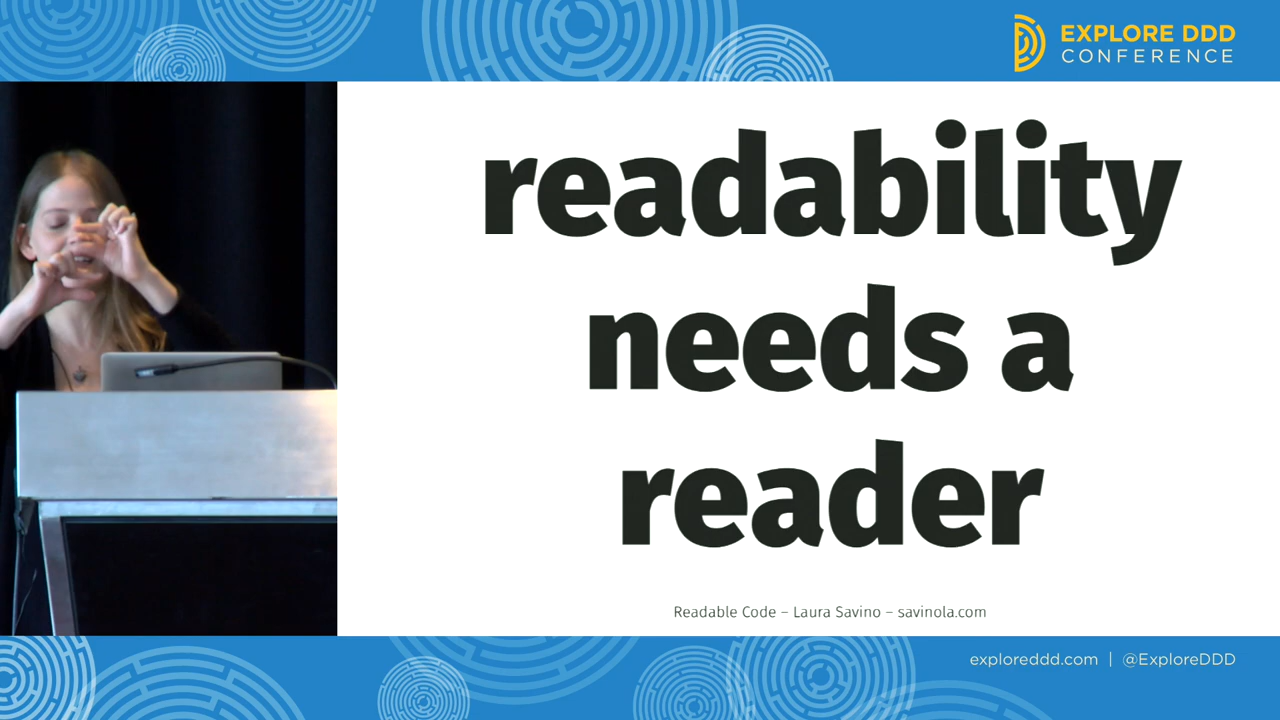 EXPLORE DDD
CONFERENCE
readability
needs a
reader
Readable Code – Laura Savino – savinola.com
exploreddd.com | @ExploreDDD